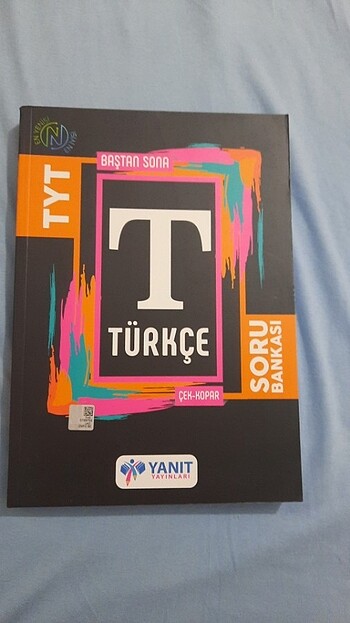 TYT
BAŞTAN SONA
T
TÜRKÇE
SORU
BANKASI
ÇEK-KOPAR
YANIT
YAYINLARI